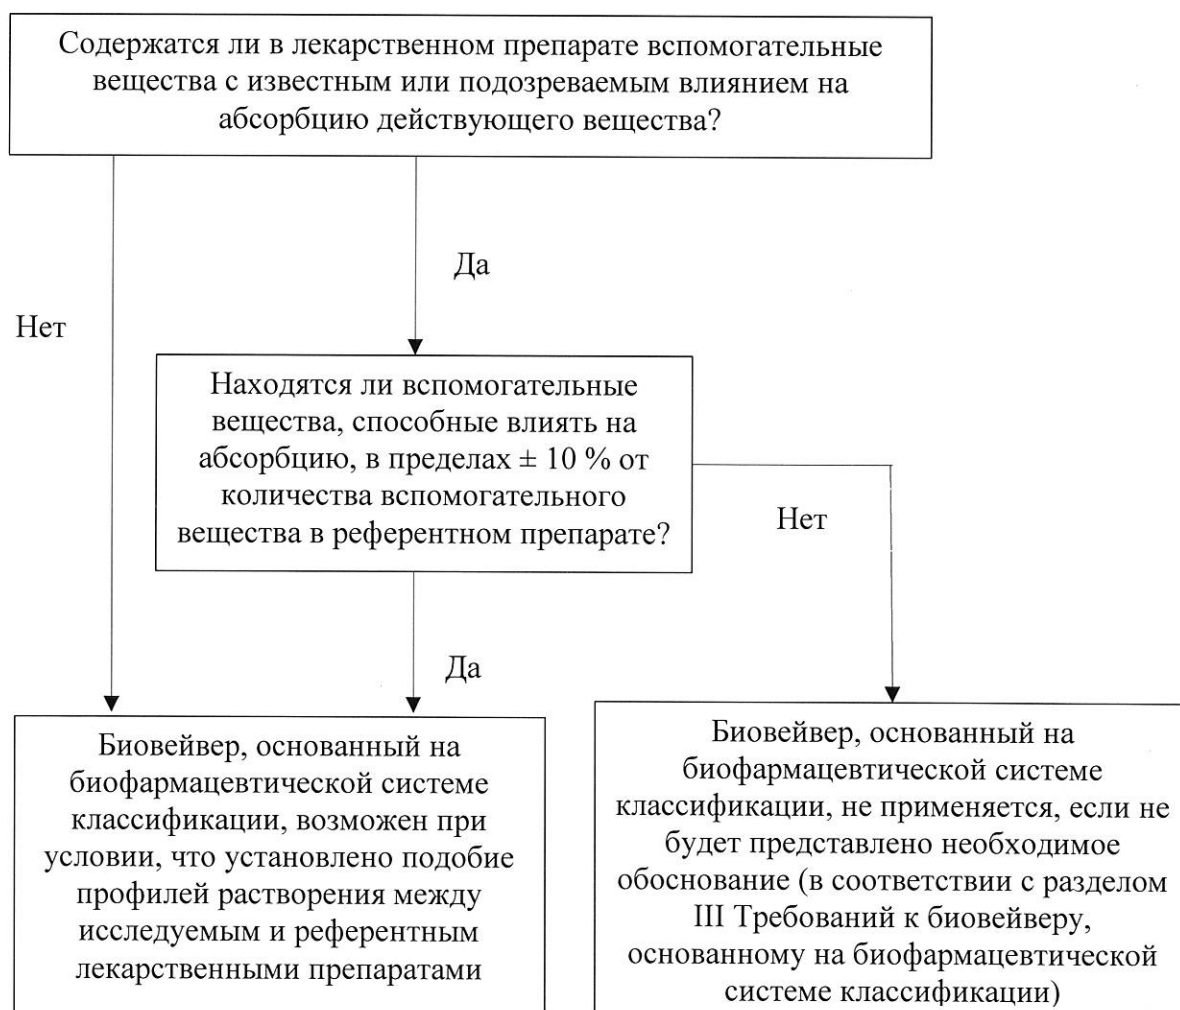 Содержатся ли в лекарственном препарате вспомогательные
вещества с известным или подозреваемым влиянием на
абсорбцию действующего вещества?
Да
Нет
Находятся ли вспомогательные
вещества, способные влиять на
абсорбцию, в пределах ± 10 % от
количества вспомогательного
вещества в референтном препарате?
Нет
Да
Биовейвер, основанный на
биофармацевтической системе
классификации, возможен при
условии, что установлено подобие
профилей растворения между
исследуемым и референтным
лекарственными препаратами
Биовейвер, основанный на
биофармацевтической системе
классификации, не применяется, если не
будет представлено необходимое
обоснование (в соответствии с разделом
III Требований к биовейверу,
основанному на биофармацевтической
системе классификации)